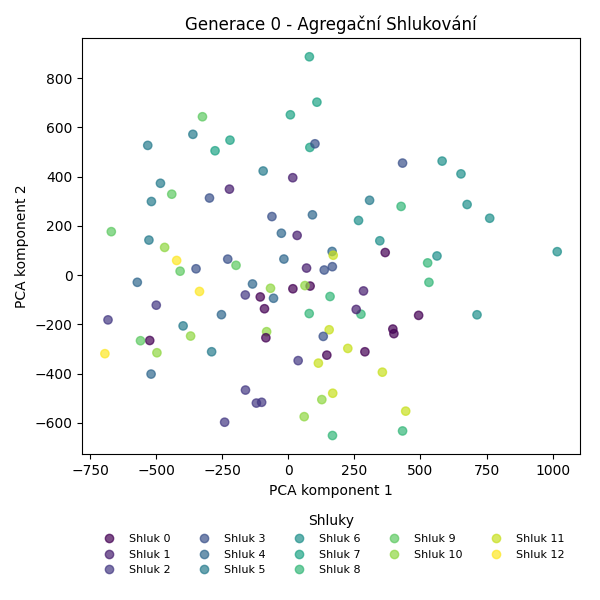 Generace 0 - Agregační Shlukování
PCA komponent 2
800
600
400
200
0
−200
−400
−600
−750
−500
−250
0
250
500
750
1000
PCA komponent 1
Shluky
Shluk 0
Shluk 3
Shluk 6
Shluk 9
Shluk 11
Shluk 1
Shluk 4
Shluk 7
Shluk 10
Shluk 12
Shluk 2
Shluk 5
Shluk 8